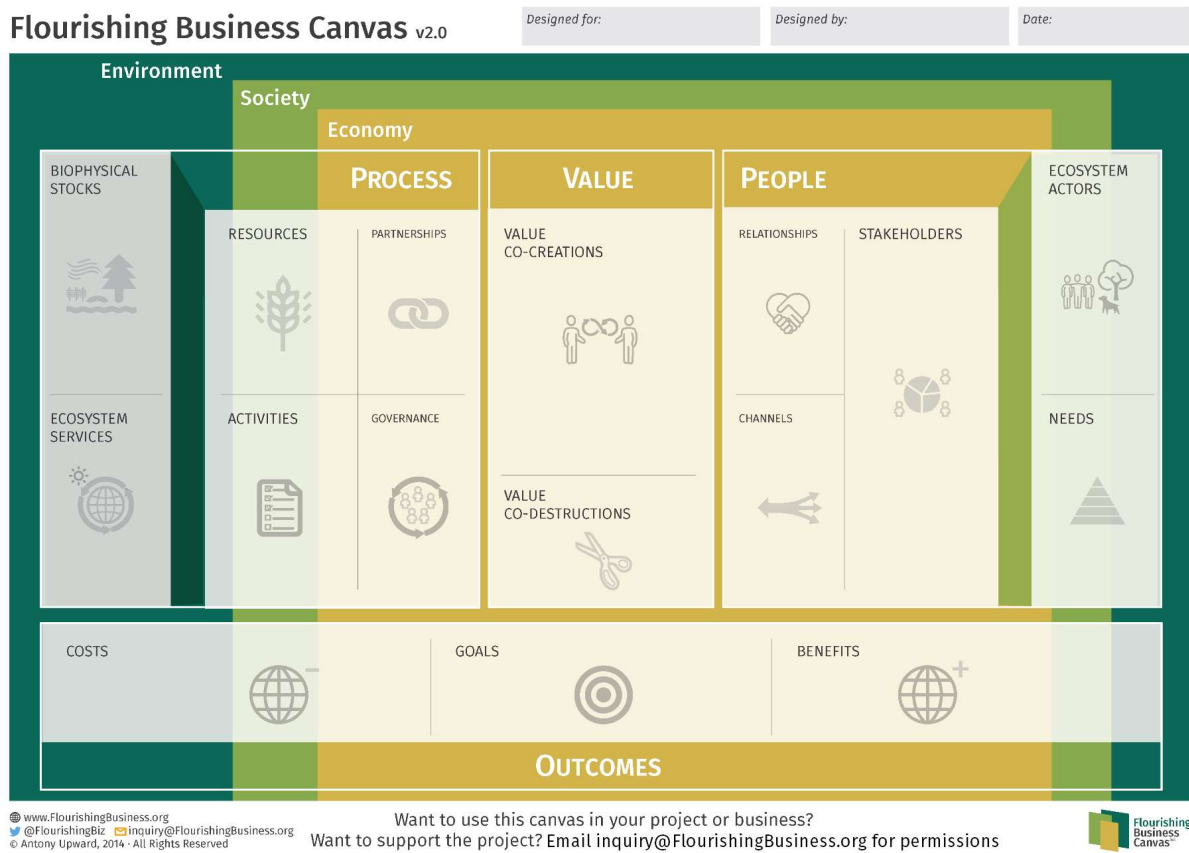 Flourishing Business Canvas v2.0
Designed for:
Designed by:
Date:
Environment
Society
Economy
BIOPHYSICAL
STOCKS
PROCESS
VALUE
PEOPLE
ECOSYSTEM
ACTORS
RESOURCES
PARTNERSHIPS
VALUE
CO-CREATIONS
RELATIONSHIPS
STAKEHOLDERS
ECOSYSTEM
SERVICES
ACTIVITIES
GOVERNANCE
CHANNELS
NEEDS
VALUE
CO-DESTRUCTIONS
COSTS
GOALS
BENEFITS
OUTCOMES
www.FlourishingBusiness.org
@FlourishingBiz inquiry@FlourishingBusiness.org
© Antony Upward, 2014 · All Rights Reserved
Want to use this canvas in your project or business?
Want to support the project? Email inquiry@FlourishingBusiness.org for permissions
Flourishing
Business
Canvas